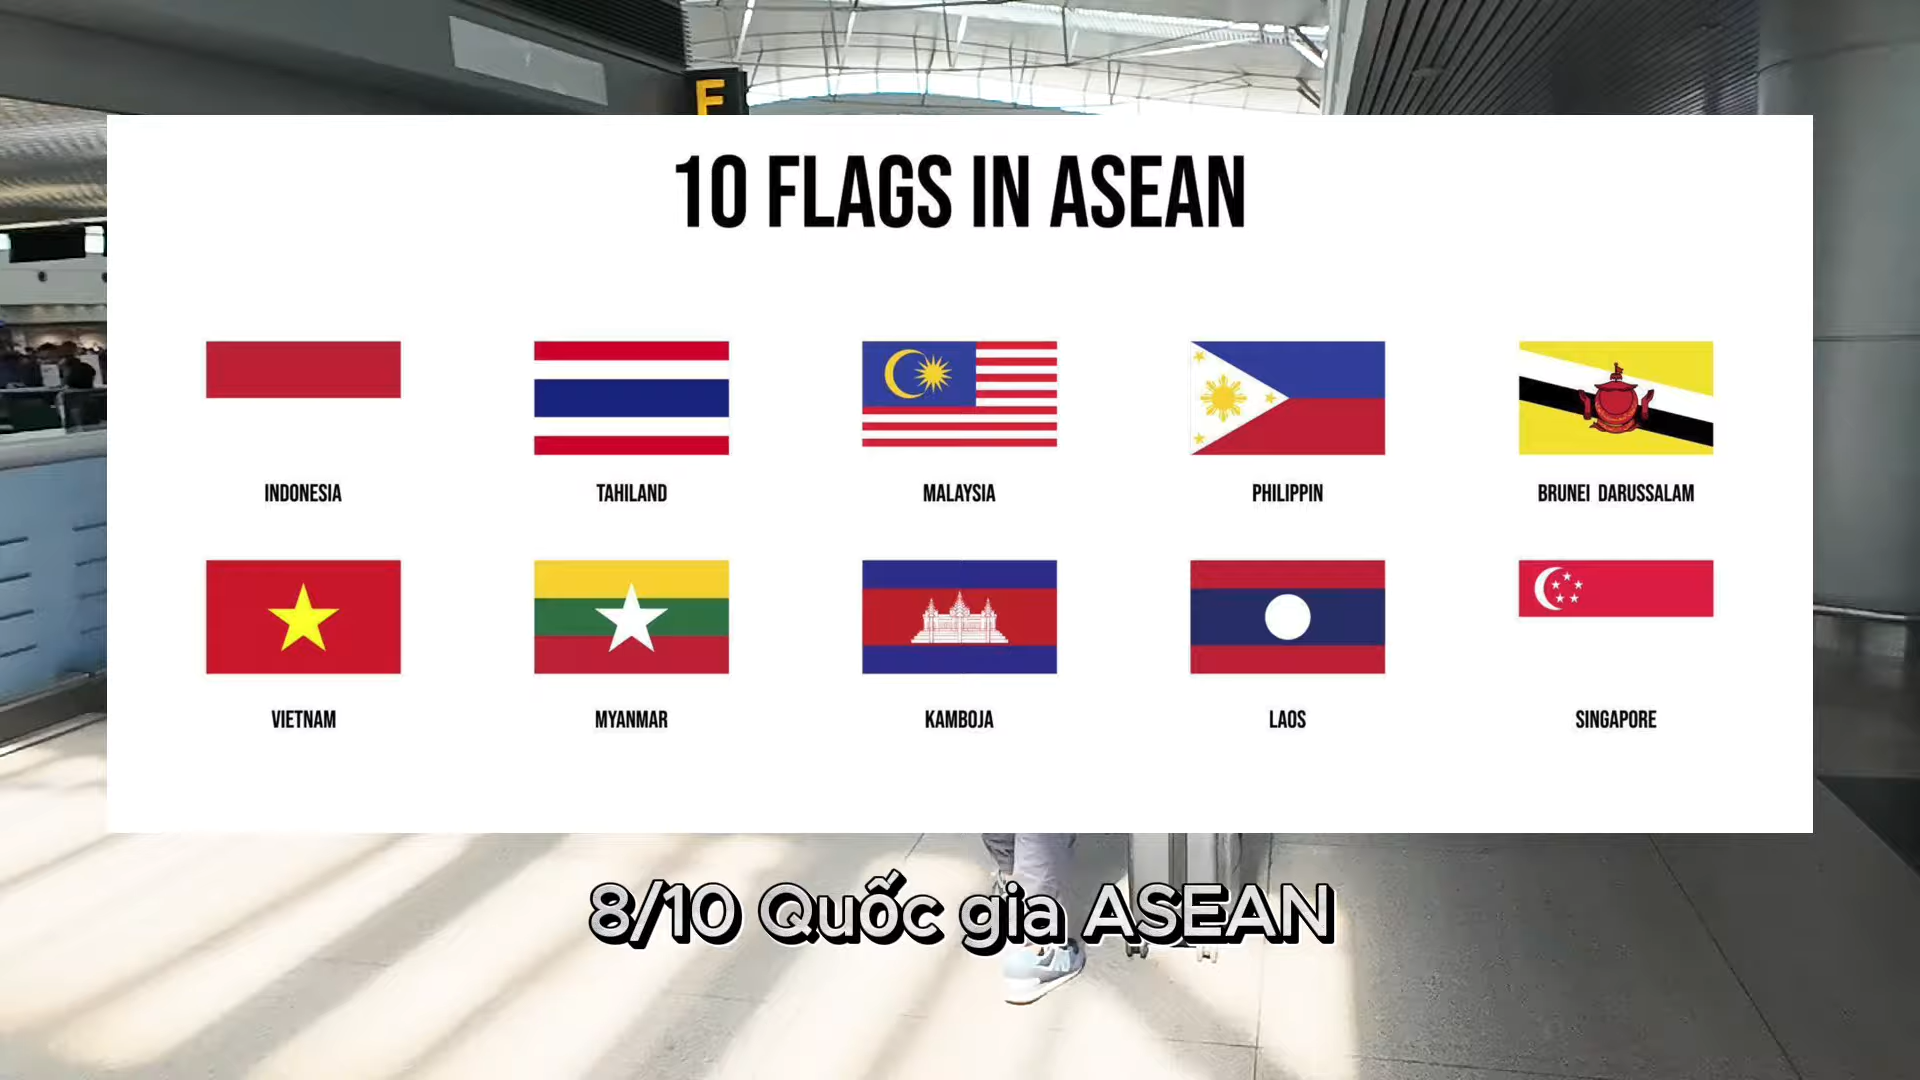 F
10 FLAGS IN ASEAN
INDONESIA
TAHILAND
MALAYSIA
PHILIPPIN
BRUNEI DARUSSALAM
VIETNAM
MYANMAR
KAMBOJA
LAOS
SINGAPORE
8/10 Quốc gia ASEAN